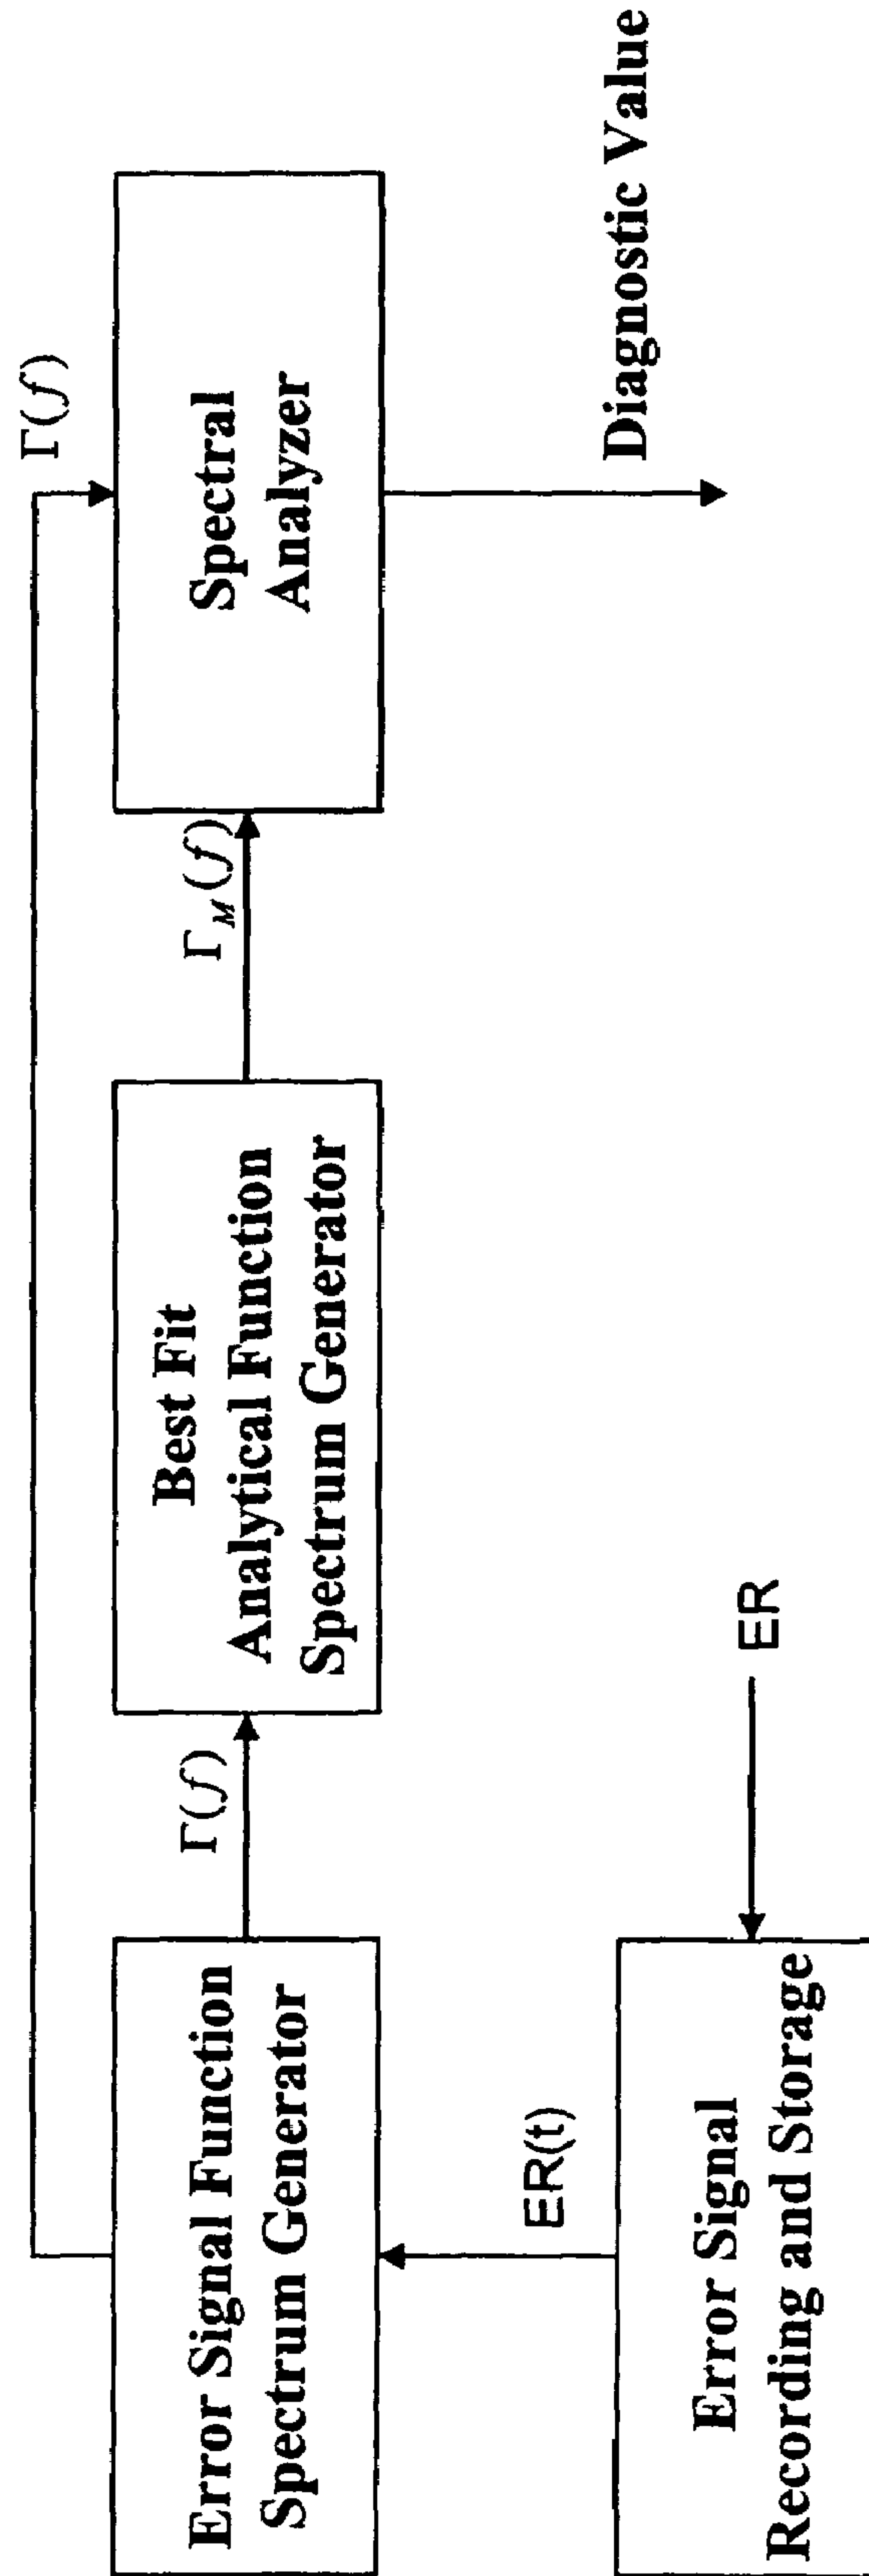 Γ(f)
Error Signal Function
Spectrum Generator
Γ(f)
Best Fit
Analytical Function
Spectrum Generator
Γ_M(f)
Spectral
Analyzer
ER(t)
Diagnostic Value
Error Signal
Recording and Storage
ER